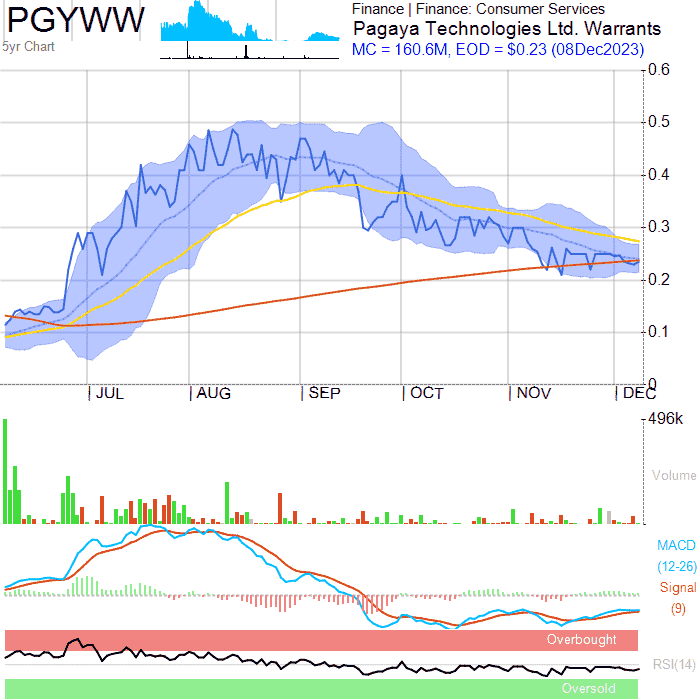 PGYWW
5yr Chart
Finance | Finance: Consumer Services
Pagaya Technologies Ltd. Warrants
MC = 160.6M, EOD = $0.23 (08Dec2023)
0.6
0.5
0.4
0.3
0.2
0.1
0
JUL AUG SEP OCT NOV DEC
496k
Volume
MACD
(12-26)
Signal
(9)
Overbought
RSI(14)
Oversold